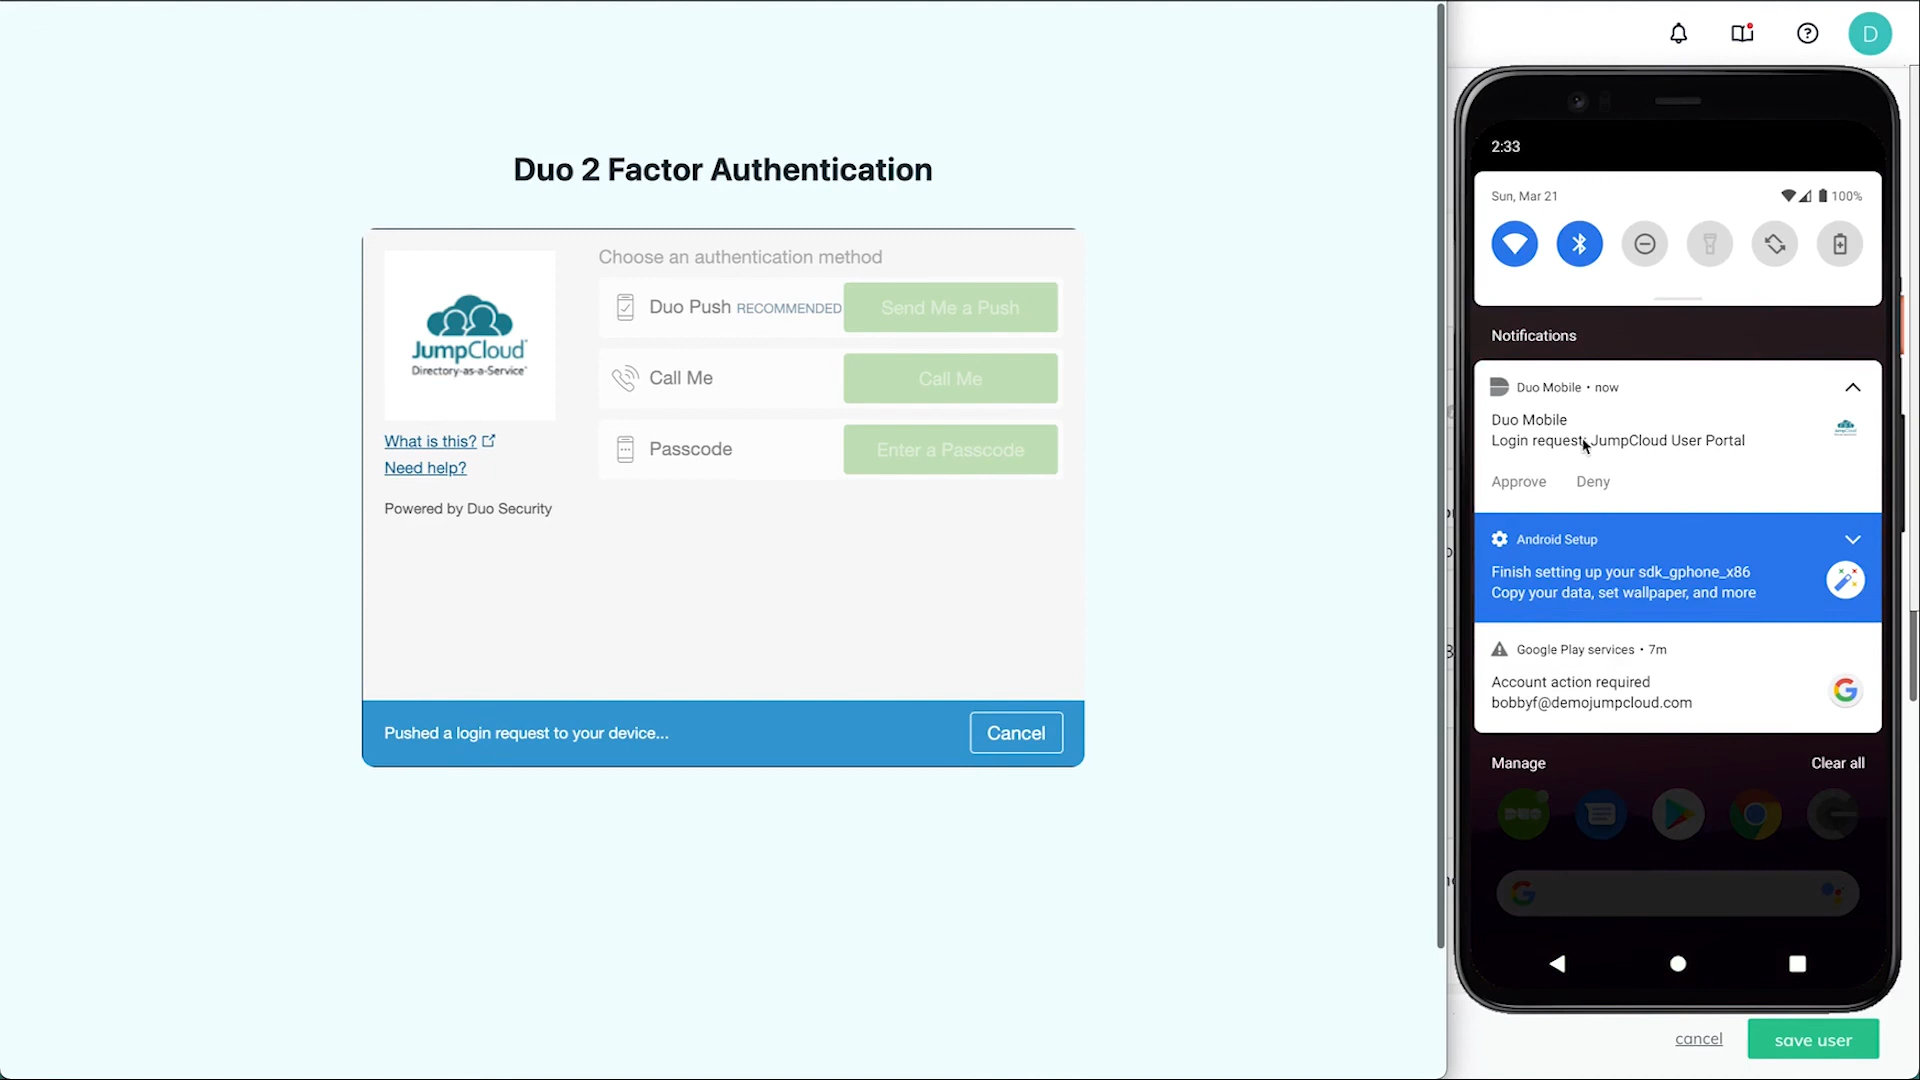 Duo 2 Factor Authentication
JumpCloud
Directory-as-a-Service®
What is this?
Need help?
Powered by Duo Security
Choose an authentication method
Duo Push RECOMMENDED
Send Me a Push
Call Me
Call Me
Passcode
Enter a Passcode
Pushed a login request to your device...
Cancel
D
2:33
Sun, Mar 21
100%
Notifications
Duo Mobile • now
Duo Mobile
Login request: JumpCloud User Portal
Approve Deny
Android Setup
Finish setting up your sdk_gphone_x86
Copy your data, set wallpaper, and more
Google Play services • 7m
Account action required
bobbyf@demojumpcloud.com
Manage
Clear all
DUO
cancel
save user